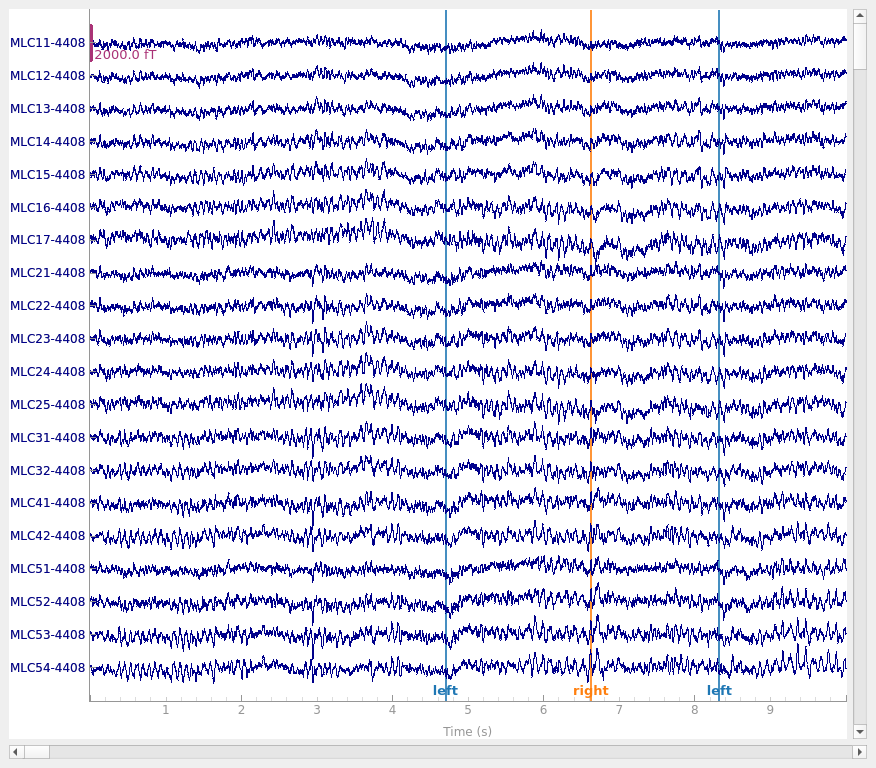 MLC11-4408
2000.0 fT
MLC12-4408
MLC13-4408
MLC14-4408
MLC15-4408
MLC16-4408
MLC17-4408
MLC21-4408
MLC22-4408
MLC23-4408
MLC24-4408
MLC25-4408
MLC31-4408
MLC32-4408
MLC41-4408
MLC42-4408
MLC51-4408
MLC52-4408
MLC53-4408
MLC54-4408
left right left
1 2 3 4 5 6 7 8 9
Time (s)